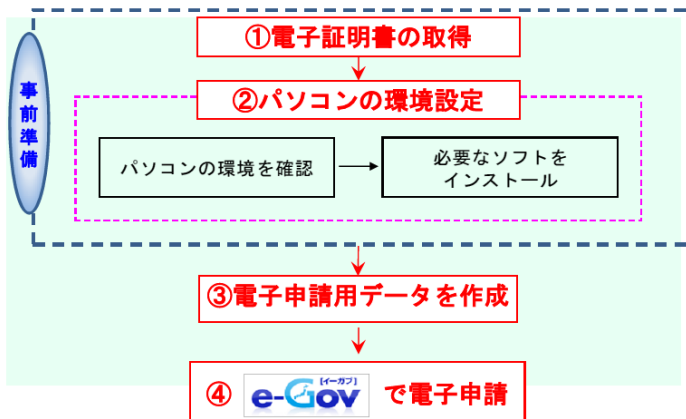 ①電子証明書の取得
事前準備
②パソコンの環境設定
パソコンの環境を確認
必要なソフトを
インストール
③電子申請用データを作成
④ e-Gov [イーガブ] で電子申請